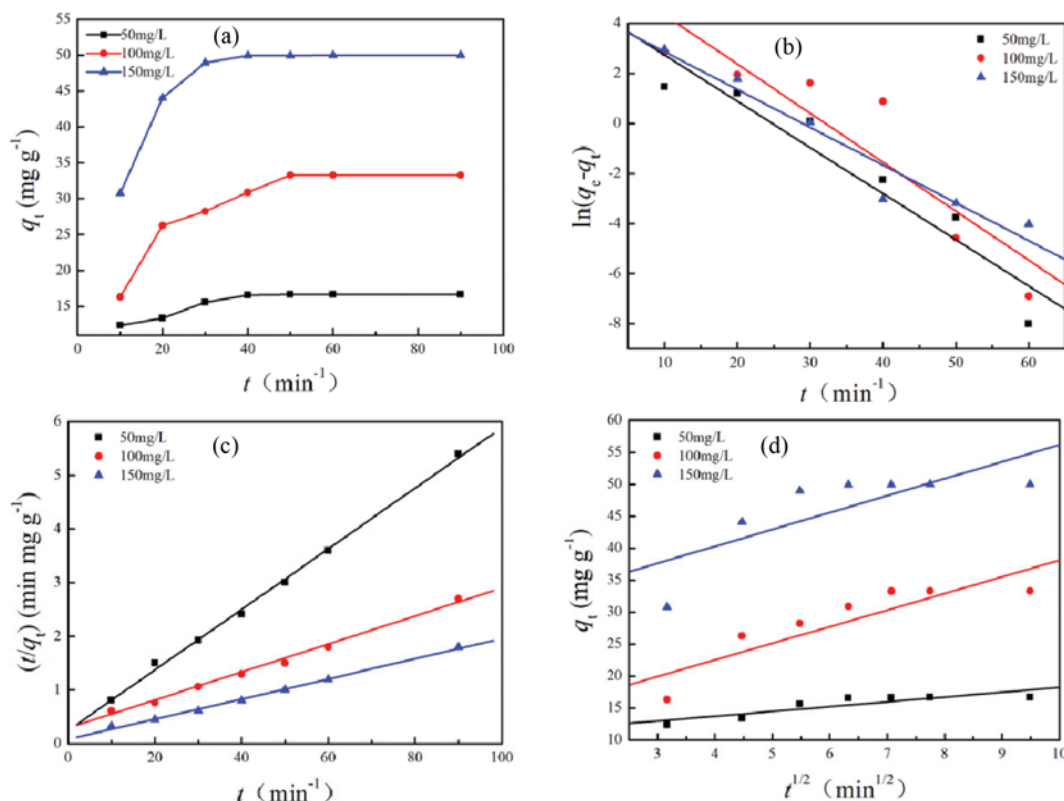 (a)
50mg/L
100mg/L
150mg/L
55
50
45
40
35
30
25
20
15
qt (mg g-1)
0 20 40 60 80 100
t (min-1)
(b)
50mg/L
100mg/L
150mg/L
4
2
0
-2
-4
-6
-8
ln(qe-qt)
10 20 30 40 50 60
t (min-1)
(c)
50mg/L
100mg/L
150mg/L
6
5
4
3
2
1
0
(t/qt) (min mg g-1)
0 20 40 60 80 100
t (min-1)
(d)
50mg/L
100mg/L
150mg/L
60
55
50
45
40
35
30
25
20
15
10
qt (mg g-1)
3 4 5 6 7 8 9 10
t1/2 (min1/2)